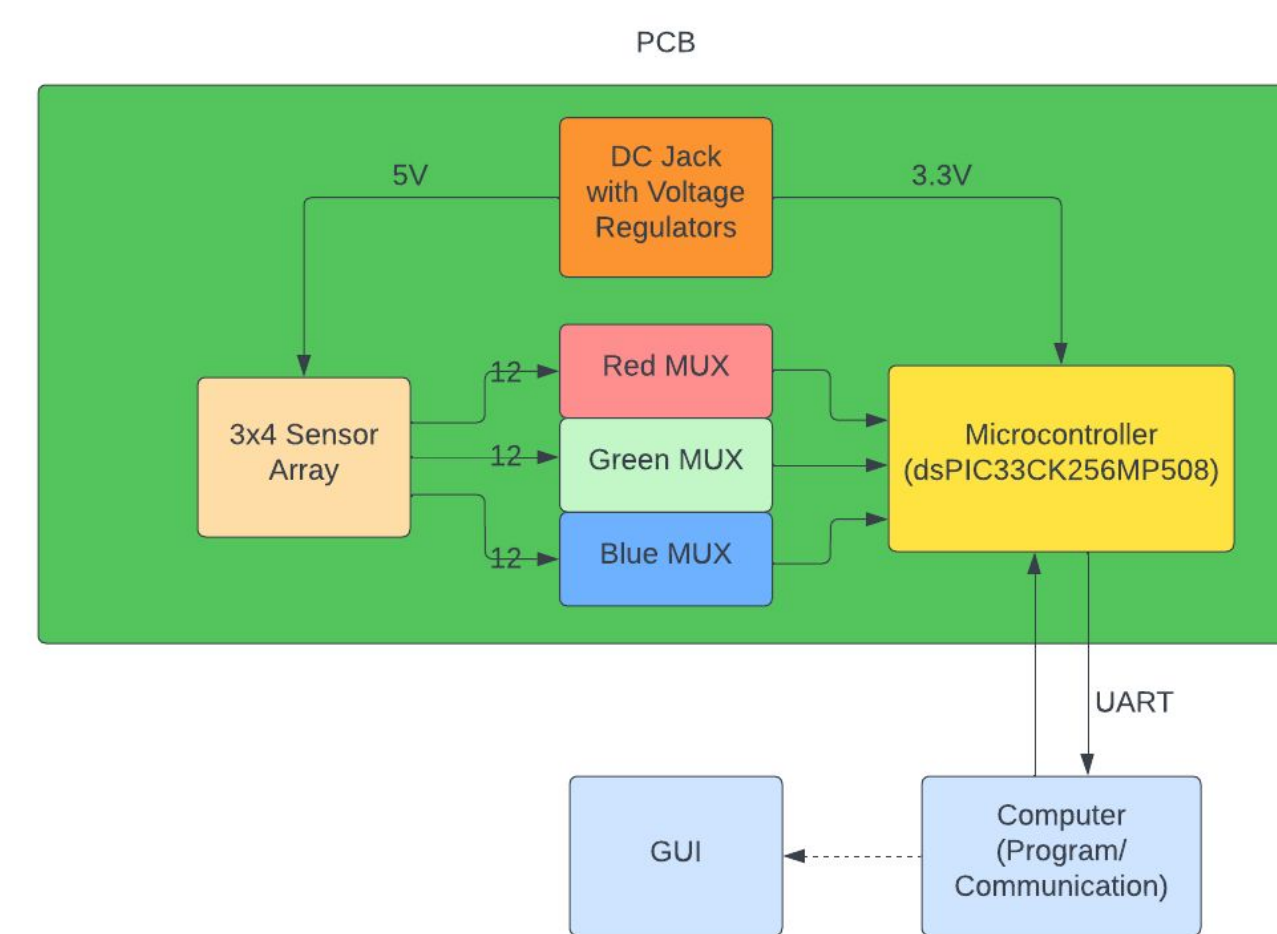 PCB
DC Jack
with Voltage
Regulators
5V
3.3V
12
Red MUX
3x4 Sensor
Array
12
Green MUX
Microcontroller
(dsPIC33CK256MP508)
12
Blue MUX
UART
GUI
Computer
(Program/
Communication)